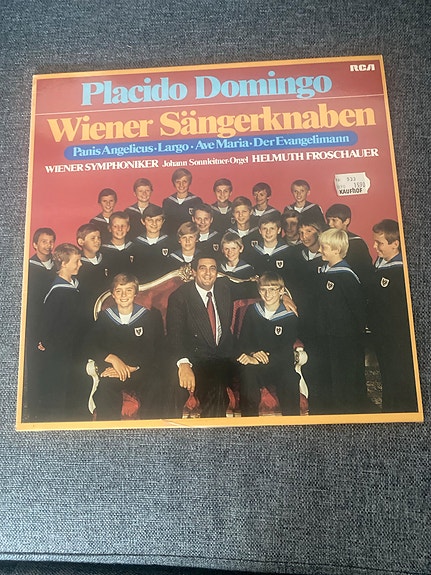 RCA
Placido Domingo
Wiener Sängerknaben
Panis Angelicus · Largo · Ave Maria · Der Evangelimann
WIENER SYMPHONIKER Johann Sonnleitner-Orgel HELMUTH FROSCHAUER
KAUFHOF